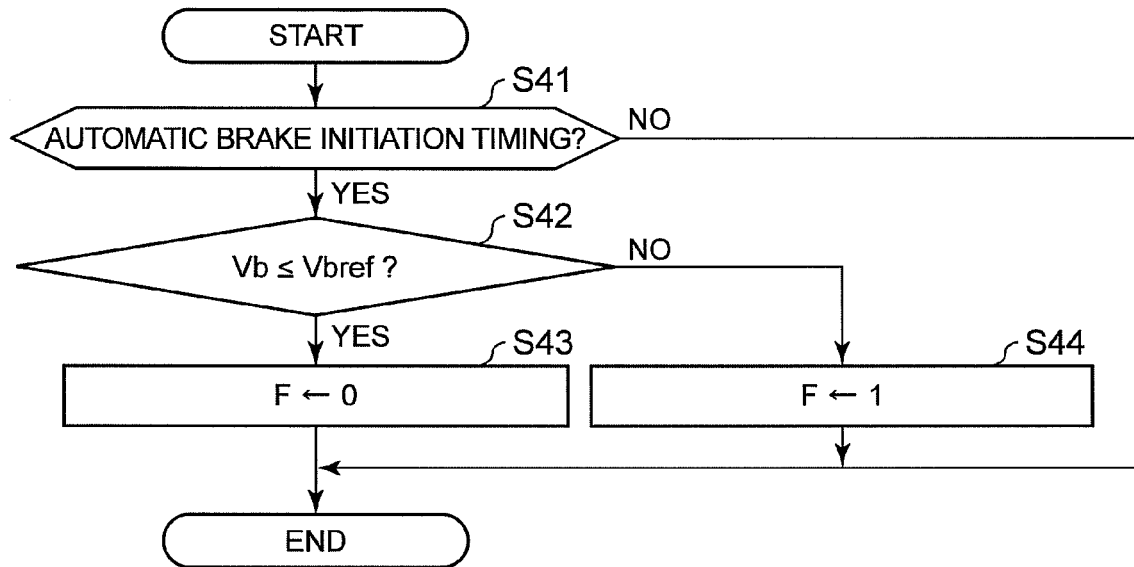 START
S41
AUTOMATIC BRAKE INITIATION TIMING?
NO
YES
S42
Vb ≤ Vbref ?
NO
YES
S43
F ← 0
S44
F ← 1
END